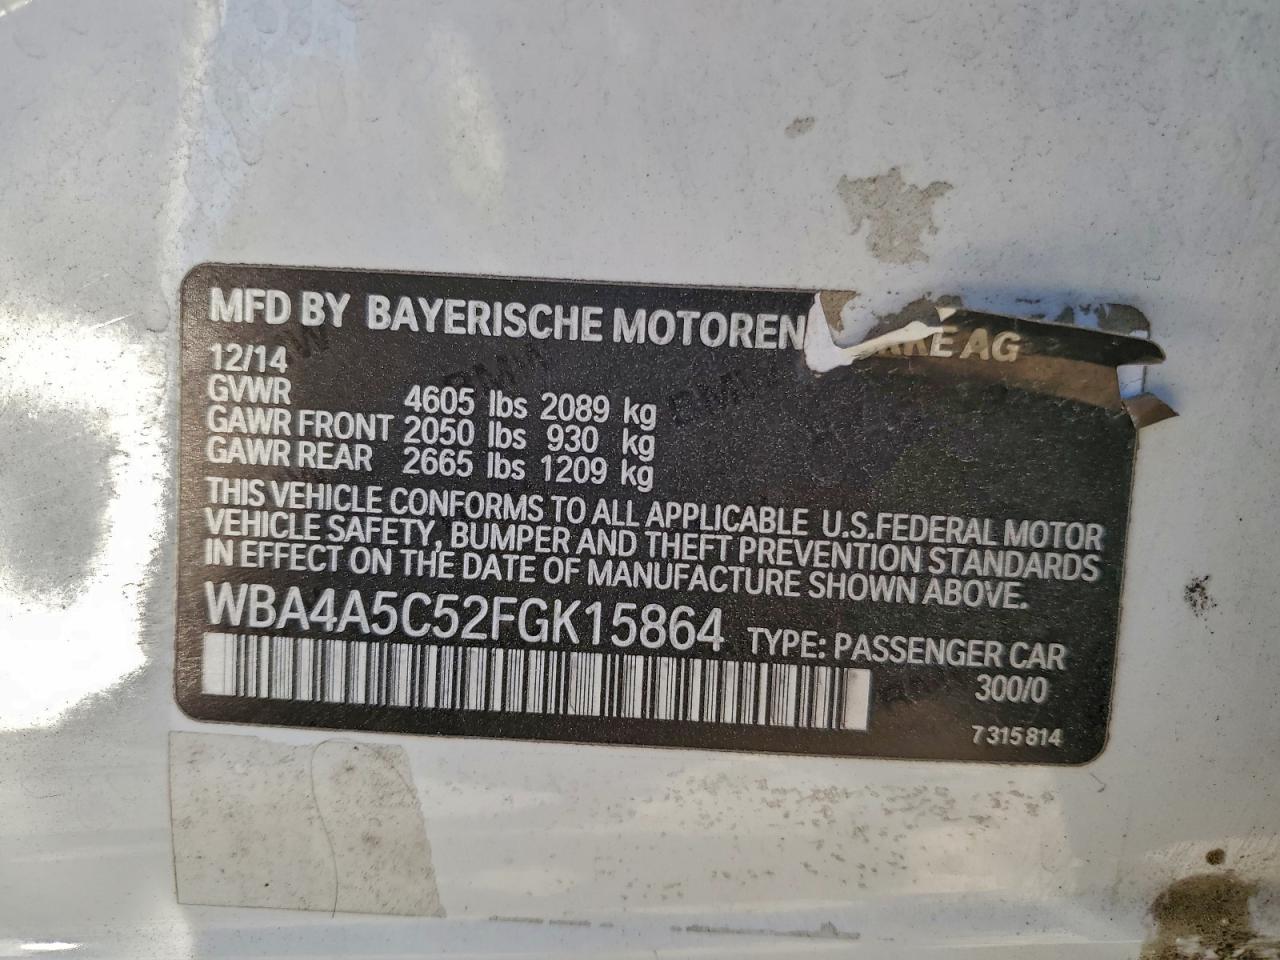 MFD BY BAYERISCHE MOTOREN AG
12/14
GVWR 4605 lbs 2089 kg
GAWR FRONT 2050 lbs 930 kg
GAWR REAR 2665 lbs 1209 kg
THIS VEHICLE CONFORMS TO ALL APPLICABLE U.S.FEDERAL MOTOR
VEHICLE SAFETY, BUMPER AND THEFT PREVENTION STANDARDS
IN EFFECT ON THE DATE OF MANUFACTURE SHOWN ABOVE.
WBA4A5C52FGK15864 TYPE: PASSENGER CAR
300/0
7 315 814